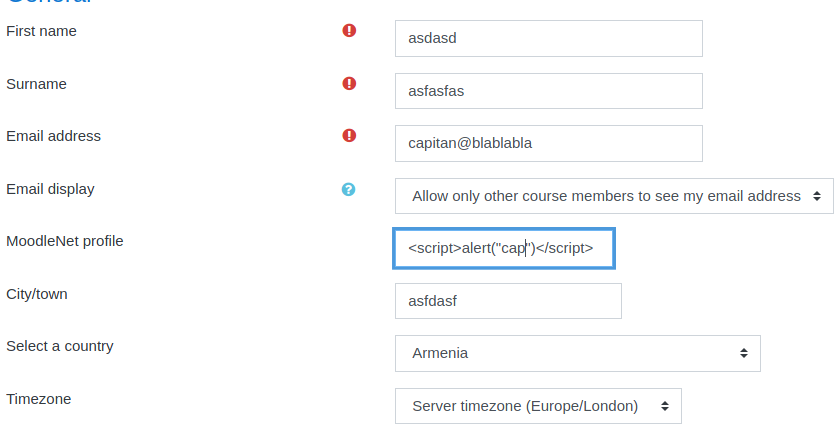 General
First name
asdasd
Surname
asfasfas
Email address
capitan@blablabla
Email display
Allow only other course members to see my email address
MoodleNet profile
<script>alert("cap")</script>
City/town
asfdasf
Select a country
Armenia
Timezone
Server timezone (Europe/London)